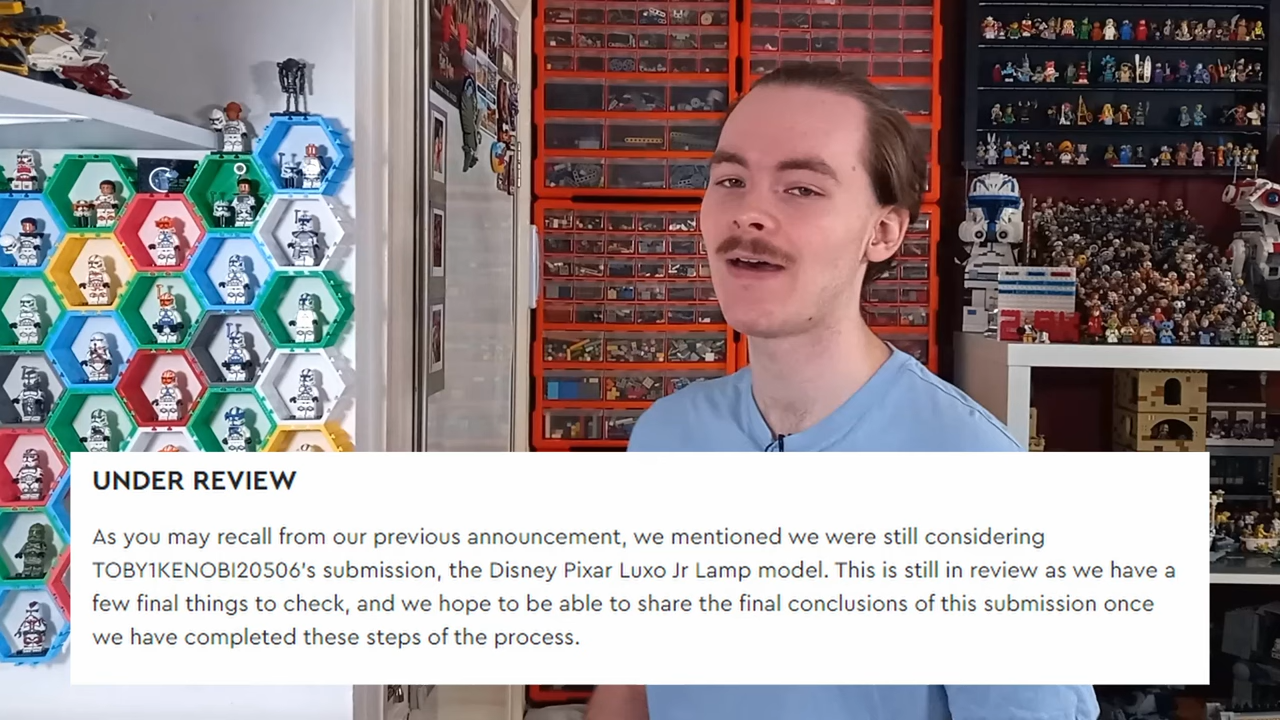 UNDER REVIEW
As you may recall from our previous announcement, we mentioned we were still considering
TOBY1KENOBI20506's submission, the Disney Pixar Luxo Jr Lamp model. This is still in review as we have a
few final things to check, and we hope to be able to share the final conclusions of this submission once
we have completed these steps of the process.